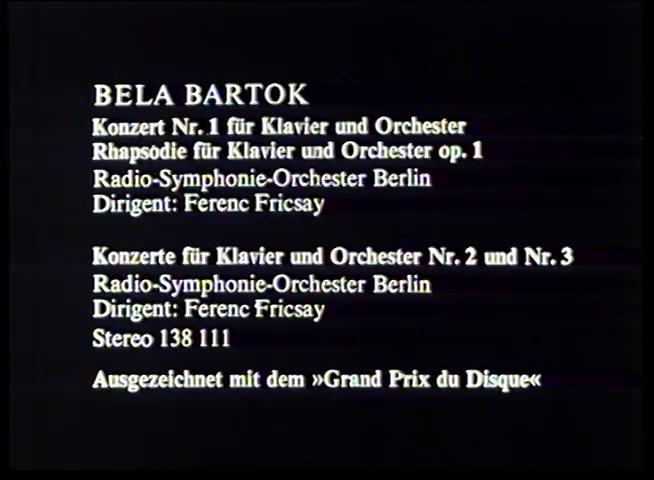 BELA BARTOK
Konzert Nr. 1 für Klavier und Orchester
Rhapsodie für Klavier und Orchester op. 1
Radio-Symphonie-Orchester Berlin
Dirigent: Ferenc Fricsay
Konzerte für Klavier und Orchester Nr. 2 und Nr. 3
Radio-Symphonie-Orchester Berlin
Dirigent: Ferenc Fricsay
Stereo 138 111
Ausgezeichnet mit dem »Grand Prix du Disque«